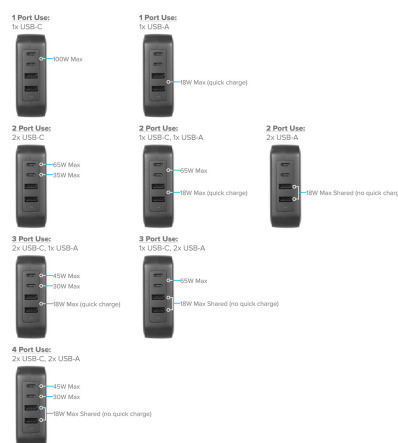 1 Port Use:
1x USB-C
100W Max
1 Port Use:
1x USB-A
18W Max (quick charge)
2 Port Use:
2x USB-C
65W Max
35W Max
2 Port Use:
1x USB-C, 1x USB-A
65W Max
18W Max (quick charge)
2 Port Use:
2x USB-A
18W Max Shared (no quick charg
3 Port Use:
2x USB-C, 1x USB-A
45W Max
30W Max
18W Max (quick charge)
3 Port Use:
1x USB-C, 2x USB-A
65W Max
18W Max Shared (no quick charge)
4 Port Use:
2x USB-C, 2x USB-A
45W Max
30W Max
18W Max Shared (no quick charge)